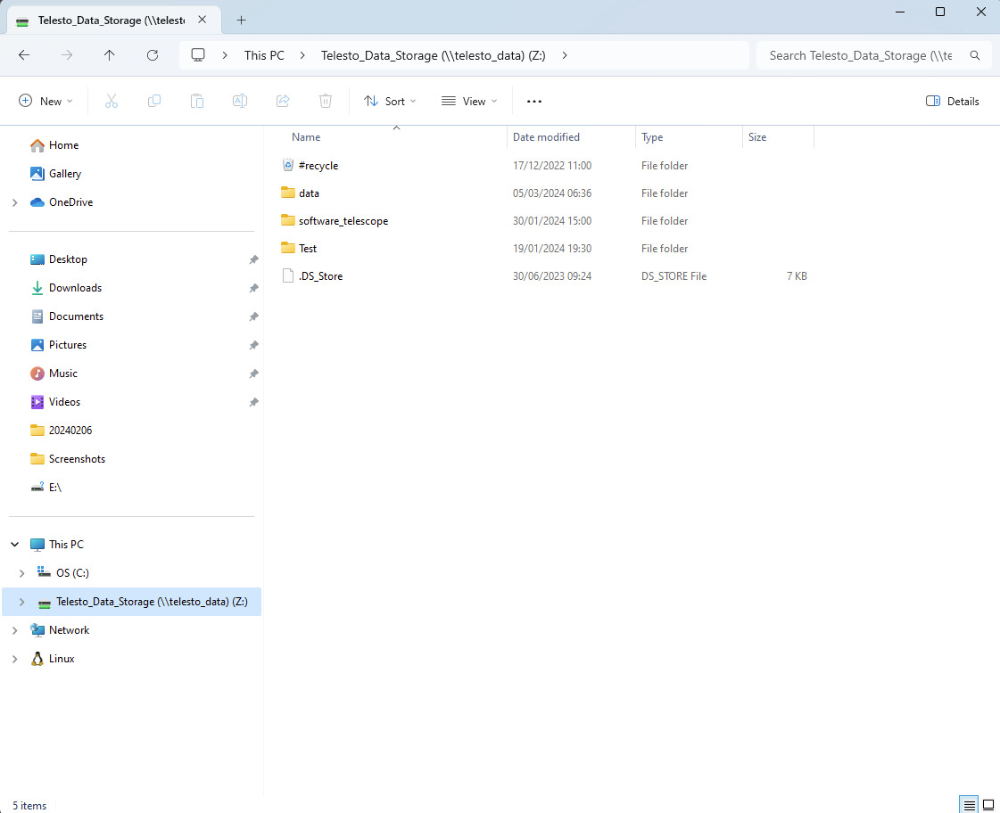 Telesto_Data_Storage (\\telest
This PC Telesto_Data_Storage (\\telesto_data) (Z:) Search Telesto_Data_Storage (\\te
New Sort View Details
Name Date modified Type Size
#recycle 17/12/2022 11:00 File folder
data 05/03/2024 06:36 File folder
software_telescope 30/01/2024 15:00 File folder
Test 19/01/2024 19:30 File folder
.DS_Store 30/06/2023 09:24 DS_STORE File 7 KB
Home
Gallery
OneDrive
Desktop
Downloads
Documents
Pictures
Music
Videos
20240206
Screenshots
E:\
This PC
OS (C:)
Telesto_Data_Storage (\\telesto_data) (Z:)
Network
Linux
5 items